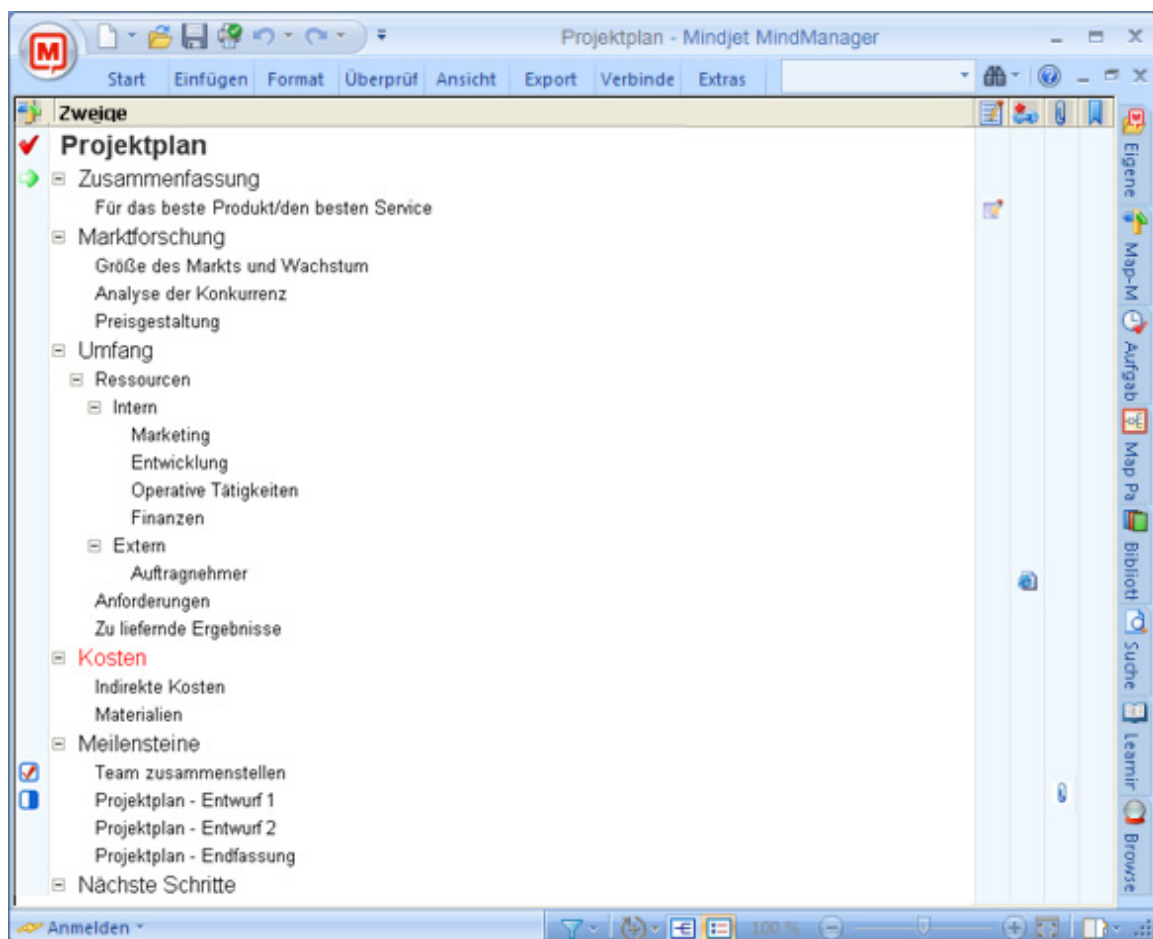 Projektplan - Mindjet MindManager
Start Einfügen Format Überprüf Ansicht Export Verbinde Extras
Zweige
Projektplan
Zusammenfassung
Für das beste Produkt/den besten Service
Marktforschung
Größe des Markts und Wachstum
Analyse der Konkurrenz
Preisgestaltung
Umfang
Ressourcen
Intern
Marketing
Entwicklung
Operative Tätigkeiten
Finanzen
Extern
Auftragnehmer
Anforderungen
Zu liefernde Ergebnisse
Kosten
Indirekte Kosten
Materialien
Meilensteine
Team zusammenstellen
Projektplan - Entwurf 1
Projektplan - Entwurf 2
Projektplan - Endfassung
Nächste Schritte
Eigene
Map-M
Aufgab
Map Pa
Bibliotl
Suche
Learnir
Browse
Anmelden
100 %